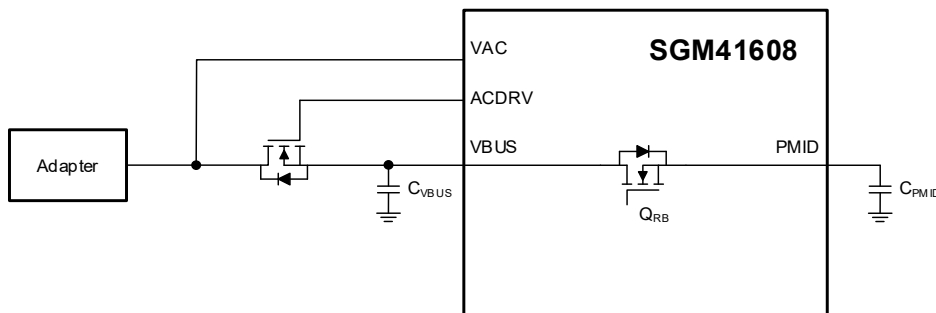 VAC
SGM41608
ACDRV
Adapter
VBUS
PMID
CVBUS
QRB
CPMID